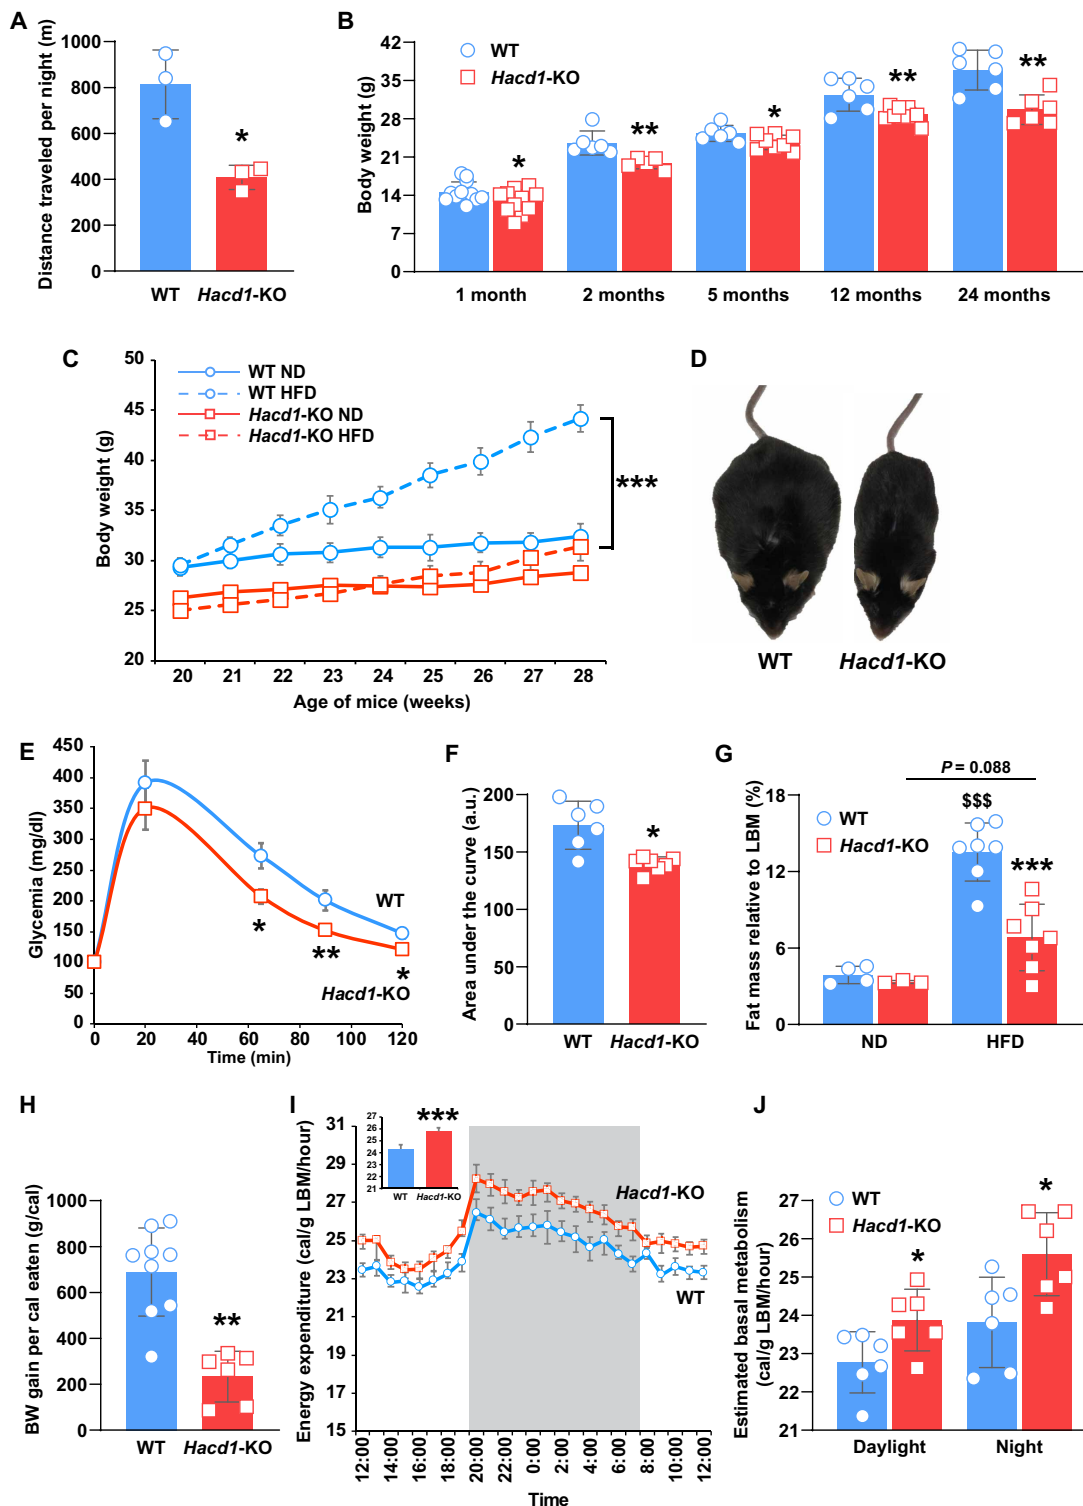 A
Distance traveled per night (m)
1000
800
600
400
200
0
*
WT
Hacd1-KO
B
Body weight (g)
42
35
28
21
14
7
0
WT
Hacd1-KO
*
**
*
**
**
1 month
2 months
5 months
12 months
24 months
C
Body weight (g)
50
45
40
35
30
25
20
WT ND
WT HFD
Hacd1-KO ND
Hacd1-KO HFD
***
20 21 22 23 24 25 26 27 28
Age of mice (weeks)
D
WT
Hacd1-KO
E
Glycemia (mg/dl)
450
400
350
300
250
200
150
100
50
0
WT
*
**
*
Hacd1-KO
0 20 40 60 80 100 120
Time (min)
F
Area under the curve (a.u.)
200
150
100
50
0
*
WT
Hacd1-KO
G
Fat mass relative to LBM (%)
18
12
6
0
P = 0.088
WT
Hacd1-KO
$$$
***
ND
HFD
H
BW gain per cal eaten (g/cal)
1000
800
600
400
200
0
**
WT
Hacd1-KO
I
Energy expenditure (cal/g LBM/hour)
31
29
27
25
23
21
19
17
15
27
26
25
24
23
22
21
***
WT
Hacd1-KO
Hacd1-KO
WT
12:00
14:00
16:00
18:00
20:00
22:00
0:00
2:00
4:00
6:00
8:00
10:00
12:00
Time
J
Estimated basal metabolism
(cal/g LBM/hour)
27
26
25
24
23
22
21
WT
Hacd1-KO
*
*
Daylight
Night